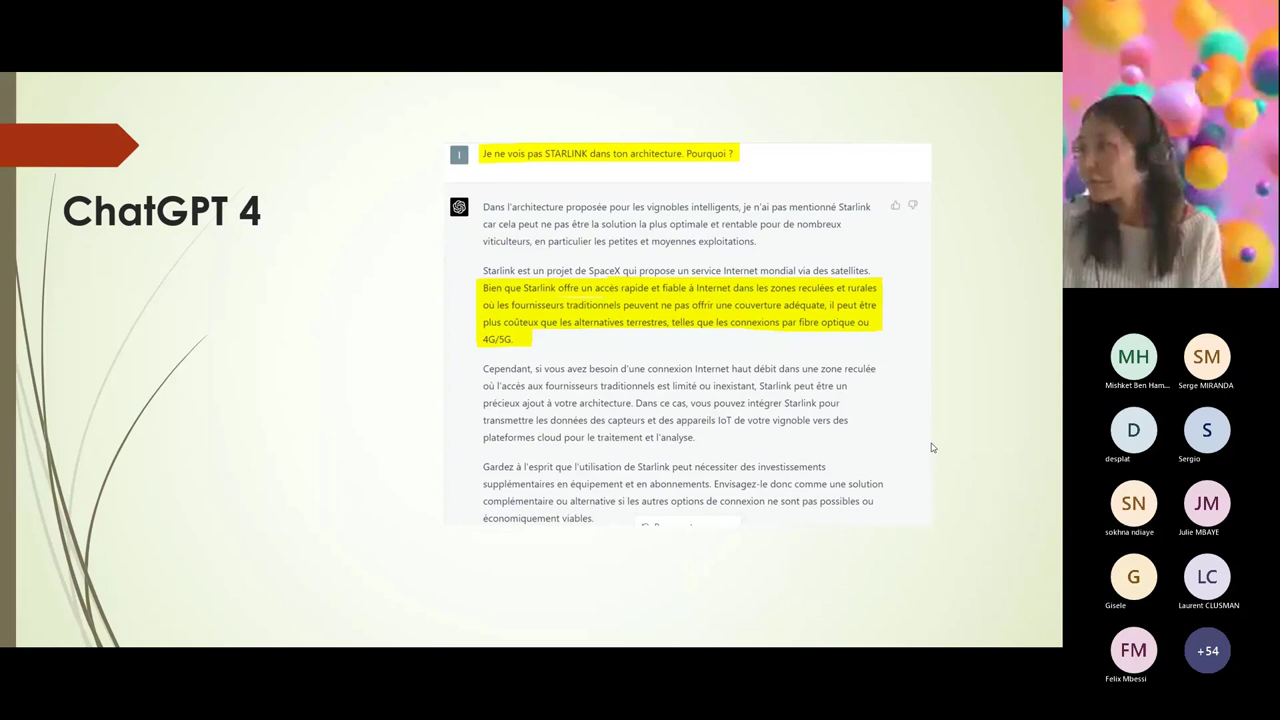 ChatGPT 4
I
Je ne vois pas STARLINK dans ton architecture. Pourquoi ?
Dans l'architecture proposée pour les vignobles intelligents, je n'ai pas mentionné Starlink
car cela peut ne pas être la solution la plus optimale et rentable pour de nombreux
viticulteurs, en particulier les petites et moyennes exploitations.
Starlink est un projet de SpaceX qui propose un service Internet mondial via des satellites.
Bien que Starlink offre un accès rapide et fiable à Internet dans les zones reculées et rurales
où les fournisseurs traditionnels peuvent ne pas offrir une couverture adéquate, il peut être
plus coûteux que les alternatives terrestres, telles que les connexions par fibre optique ou
4G/5G.
Cependant, si vous avez besoin d'une connexion Internet haut débit dans une zone reculée
où l'accès aux fournisseurs traditionnels est limité ou inexistant, Starlink peut être un
précieux ajout à votre architecture. Dans ce cas, vous pouvez intégrer Starlink pour
transmettre les données des capteurs et des appareils IoT de votre vignoble vers des
plateformes cloud pour le traitement et l'analyse.
Gardez à l'esprit que l'utilisation de Starlink peut nécessiter des investissements
supplémentaires en équipement et en abonnements. Envisagez-le donc comme une solution
complémentaire ou alternative si les autres options de connexion ne sont pas possibles ou
économiquement viables.
MH
Mishket Ben Ham...
SM
Serge MIRANDA
D
desplat
S
Sergio
SN
sokhna ndiaye
JM
Julie MBAYE
G
Gisele
LC
Laurent CLUSMAN
FM
Felix Mbessi
+54